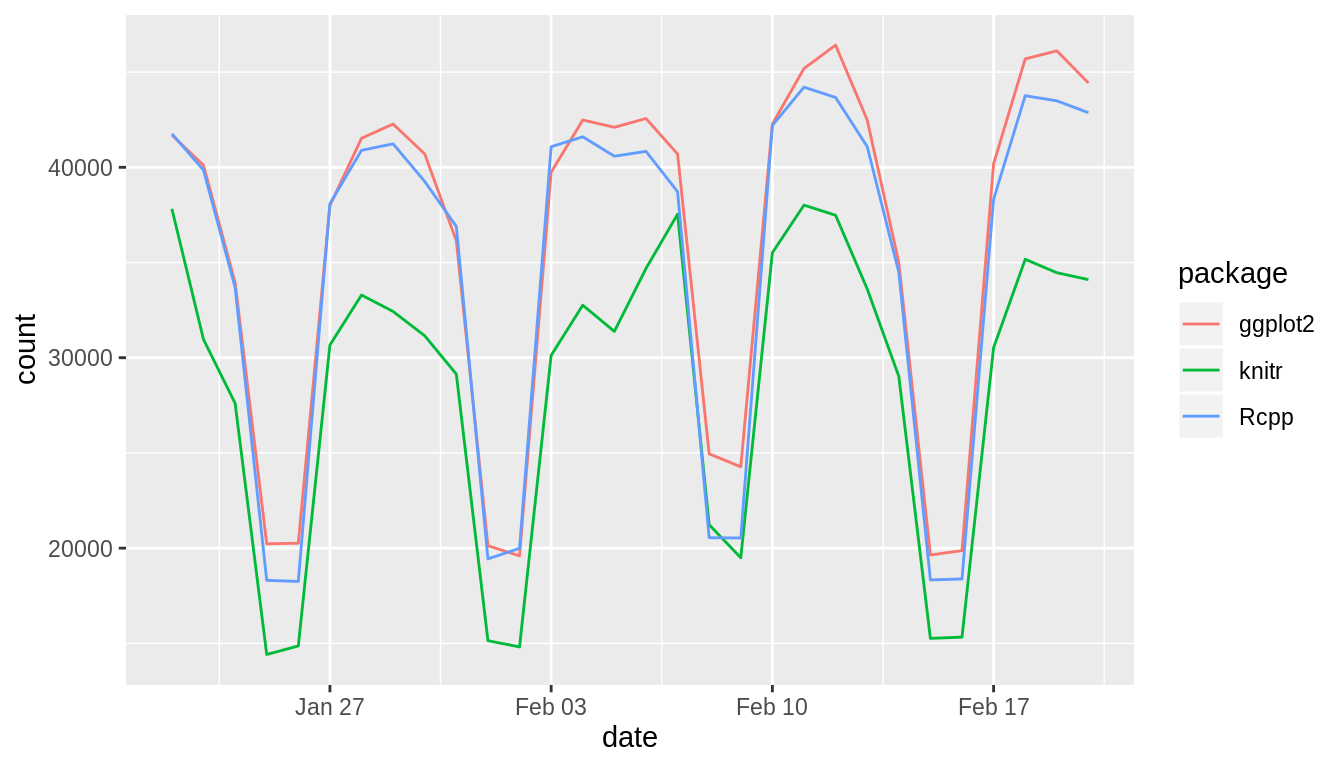 count
40000
30000
20000
Jan 27
Feb 03
Feb 10
Feb 17
date
package
ggplot2
knitr
Rcpp